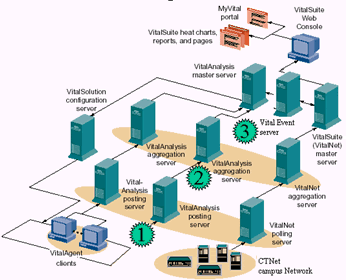 MyVital
portal
VitalSuite
Web
Console
VitalSuite heat charts,
reports, and pages
VitalAnalysis
master server
VitalSolution
configuration
server
3
Vital Event
server
VitalSuite
(VitalNet)
master
server
VitalAnalysis
aggregation
server
2
VitalAnalysis
aggregation
server
Vital-
Analysis
posting
server
VitalNet
aggregation
server
1
VitalAnalysis
posting
server
VitalNet
polling
server
VitalAgent
clients
CTNet
campus Network